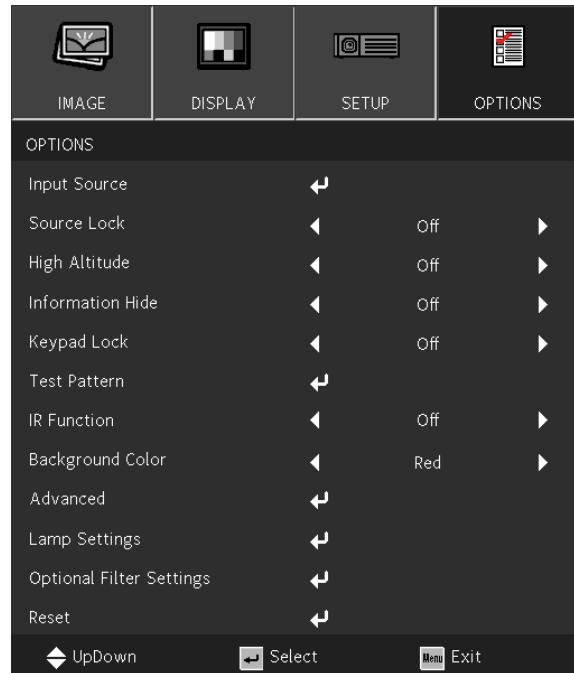 IMAGE DISPLAY SETUP OPTIONS
OPTIONS
Input Source
Source Lock Off
High Altitude Off
Information Hide Off
Keypad Lock Off
Test Pattern
IR Function Off
Background Color Red
Advanced
Lamp Settings
Optional Filter Settings
Reset
UpDown Select Menu Exit